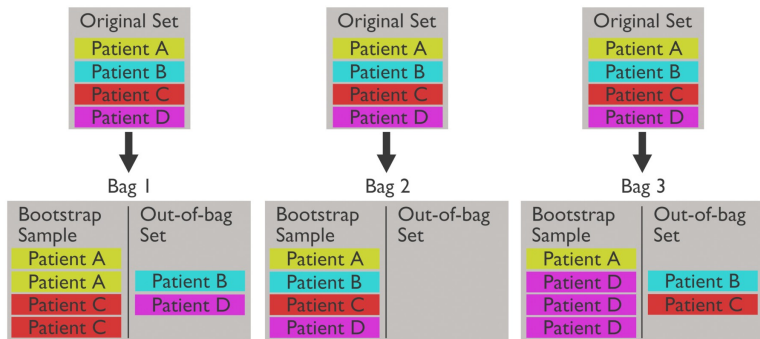 Original Set
Patient A
Patient B
Patient C
Patient D
Original Set
Patient A
Patient B
Patient C
Patient D
Original Set
Patient A
Patient B
Patient C
Patient D
Bag 1
Bootstrap
Sample
Patient A
Patient A
Patient C
Patient C
Out-of-bag
Set
Patient B
Patient D
Bag 2
Bootstrap
Sample
Patient A
Patient B
Patient C
Patient D
Out-of-bag
Set
Bag 3
Bootstrap
Sample
Patient A
Patient D
Patient D
Patient D
Out-of-bag
Set
Patient B
Patient C